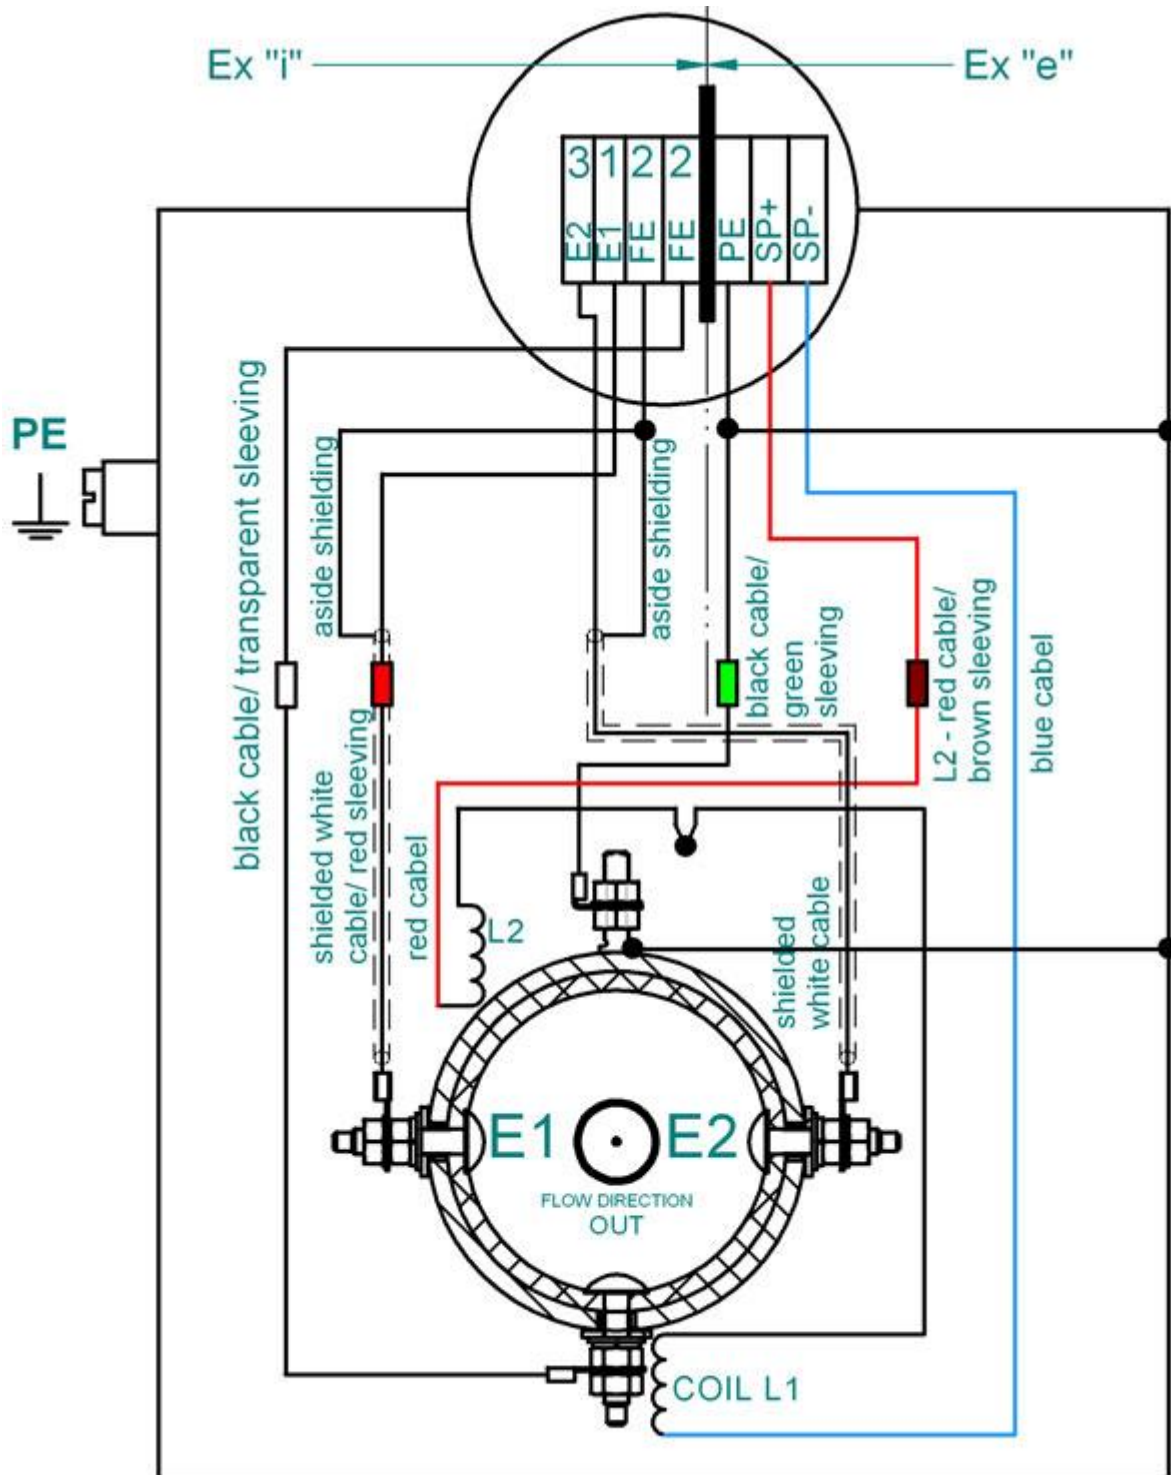 Ex "i"
Ex "e"
3 1 2 2
E2 E1 FE FE PE SP+ SP-
PE
black cable/ transparent sleeving
aside shielding
aside shielding
black cable/
green
sleeving
L2 - red cable/
brown sleeving
blue cabel
shielded white
cable/ red sleeving
red cabel
L2
shielded
white cable
E1
E2
FLOW DIRECTION
OUT
COIL L1